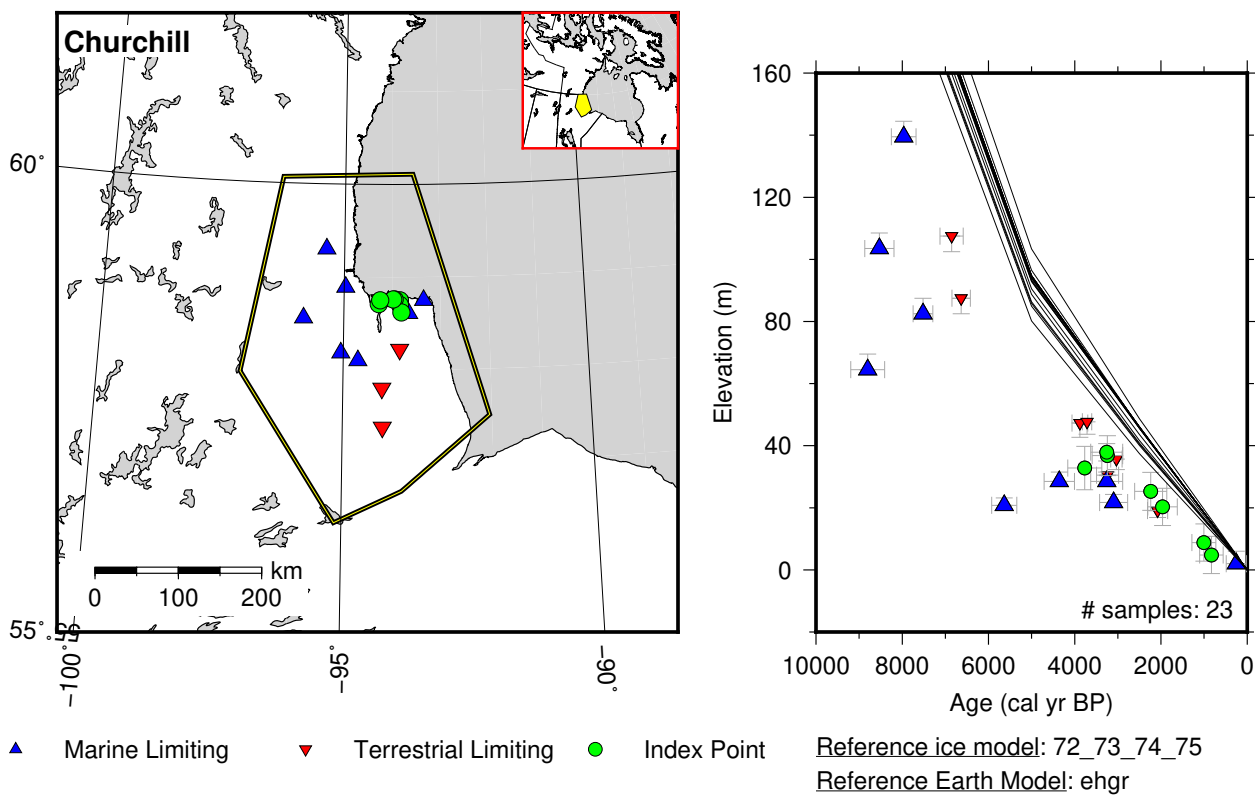 Churchill
60°
55°
km
0 100 200
−100°
−95°
−90°
160
120
80
40
0
Elevation (m)
# samples: 23
10000 8000 6000 4000 2000 0
Age (cal yr BP)
Marine Limiting Terrestrial Limiting Index Point
Reference ice model: 72_73_74_75
Reference Earth Model: ehgr